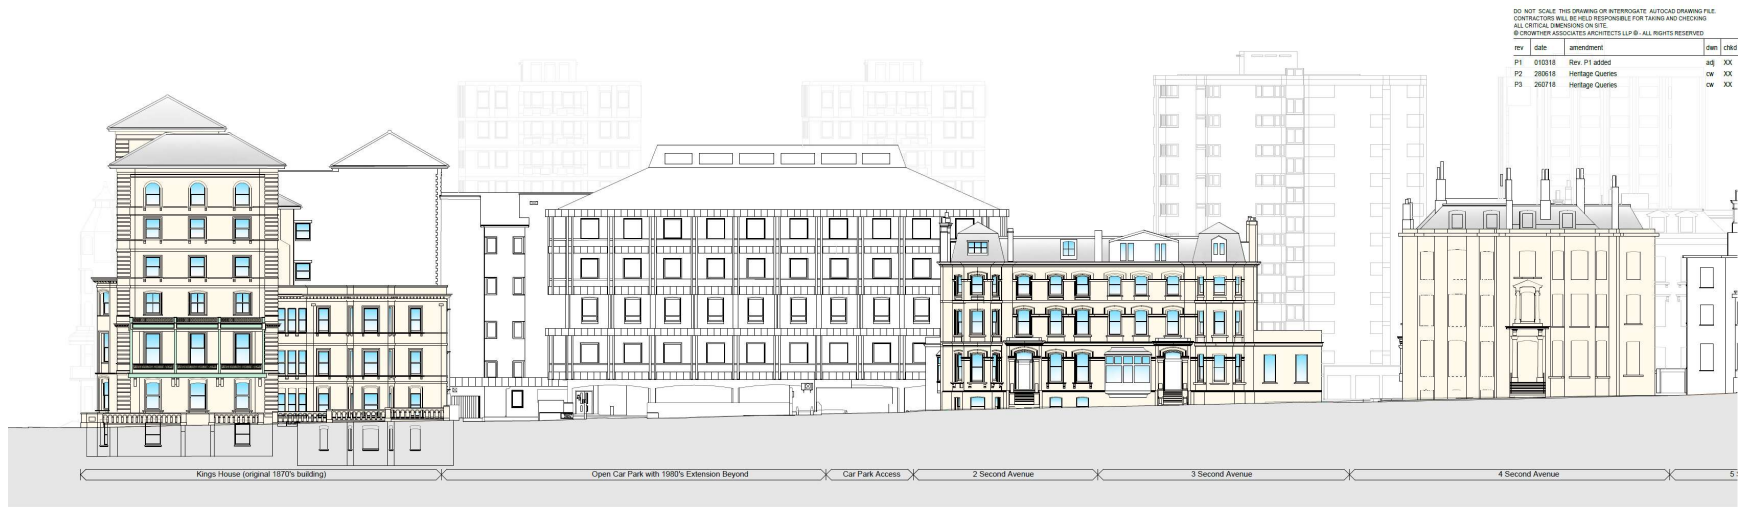 DO NOT SCALE THIS DRAWING OR INTERROGATE AUTOCAD DRAWING FILE.
CONTRACTORS WILL BE HELD RESPONSIBLE FOR TAKING AND CHECKING
ALL CRITICAL DIMENSIONS ON SITE.
© CROWTHER ASSOCIATES ARCHITECTS LLP ® - ALL RIGHTS RESERVED
rev date amendment dwn chkd
P1 010318 Rev. P1 added adj XX
P2 280618 Heritage Queries cw XX
P3 260718 Heritage Queries cw XX
Kings House (original 1870's building) Open Car Park with 1980's Extension Beyond Car Park Access 2 Second Avenue 3 Second Avenue 4 Second Avenue 5